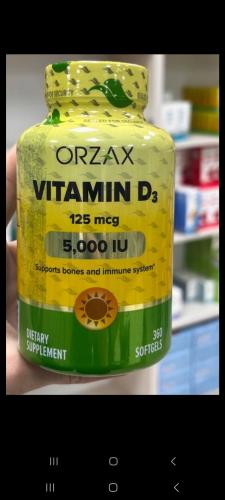 ORZAX
VITAMIN D3
125 mcg
5,000 IU
Supports bones and immune system*
DIETARY
SUPPLEMENT
360
SOFTGELS